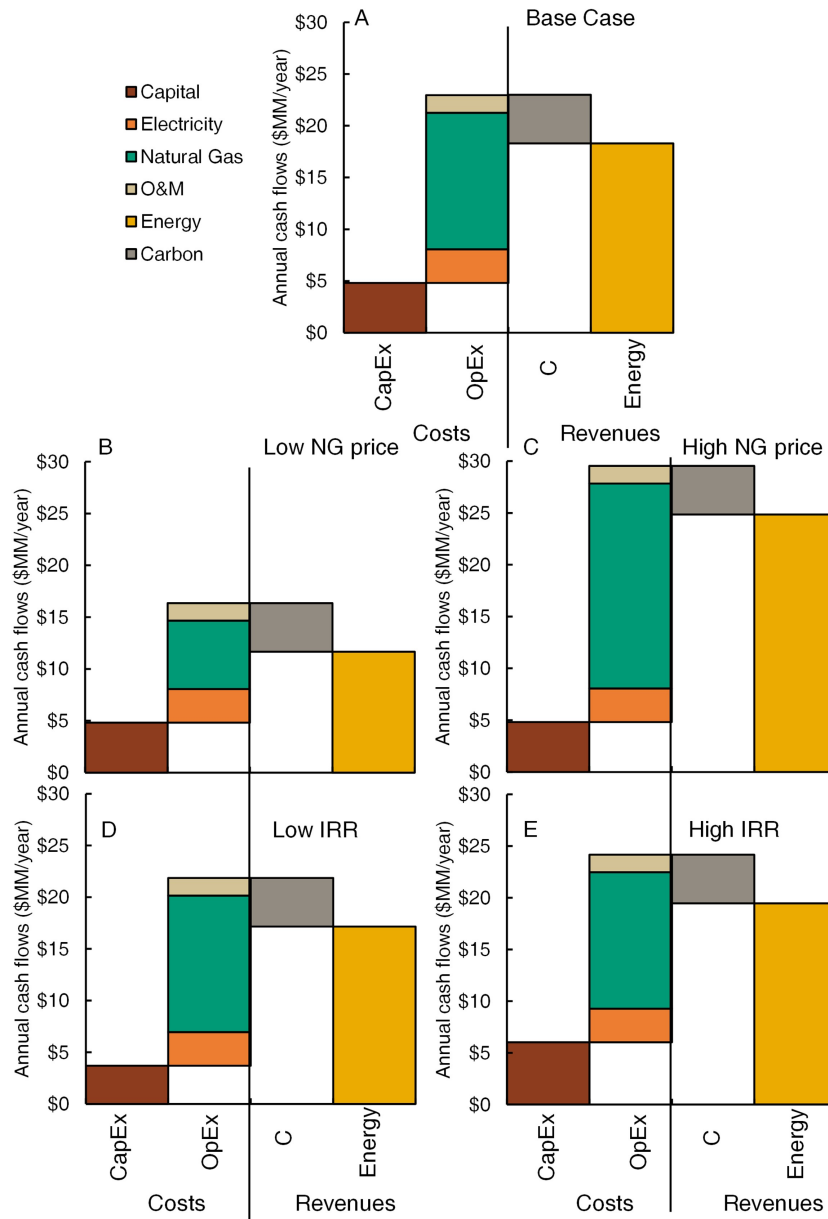 A
Base Case
Capital
Electricity
Natural Gas
O&M
Energy
Carbon
Annual cash flows ($MM/year)
$30
$25
$20
$15
$10
$5
$0
CapEx
OpEx
C
Energy
Costs
Revenues
B
Low NG price
Annual cash flows ($MM/year)
$30
$25
$20
$15
$10
$5
$0
C
High NG price
Annual cash flows ($MM/year)
$30
$25
$20
$15
$10
$5
$0
D
Low IRR
Annual cash flows ($MM/year)
$30
$25
$20
$15
$10
$5
$0
CapEx
OpEx
C
Energy
Costs
Revenues
E
High IRR
Annual cash flows ($MM/year)
$30
$25
$20
$15
$10
$5
$0
CapEx
OpEx
C
Energy
Costs
Revenues